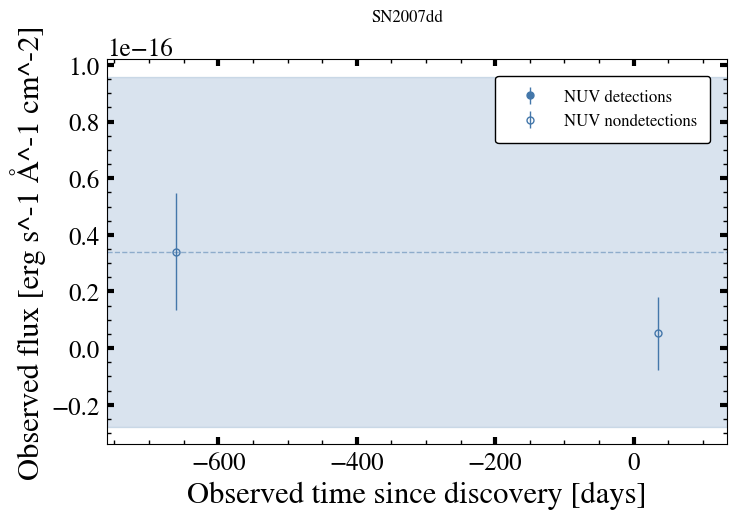 SN2007dd
1e−16
Observed flux [erg s^-1 Å^-1 cm^-2]
1.0
0.8
0.6
0.4
0.2
0.0
−0.2
NUV detections
NUV nondetections
−600
−400
−200
0
Observed time since discovery [days]